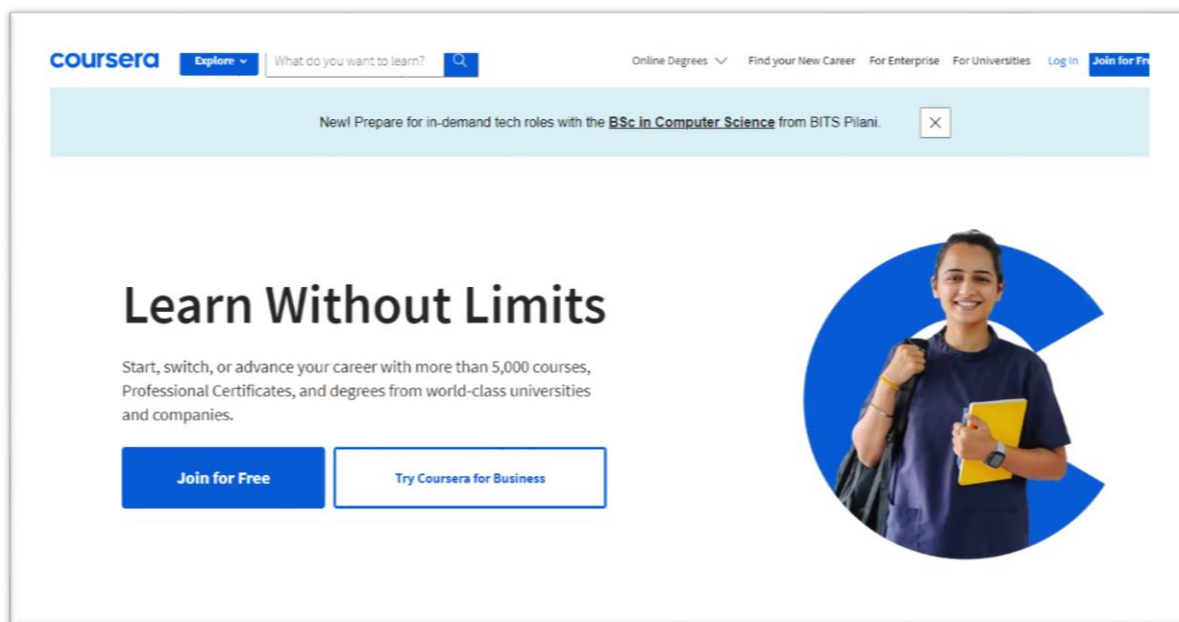 coursera Explore What do you want to learn? Online Degrees Find your New Career For Enterprise For Universities Log In Join for
New! Prepare for in-demand tech roles with the BSc in Computer Science from BITS Pilani.
Learn Without Limits
Start, switch, or advance your career with more than 5,000 courses,
Professional Certificates, and degrees from world-class universities
and companies.
Join for Free Try Coursera for Business